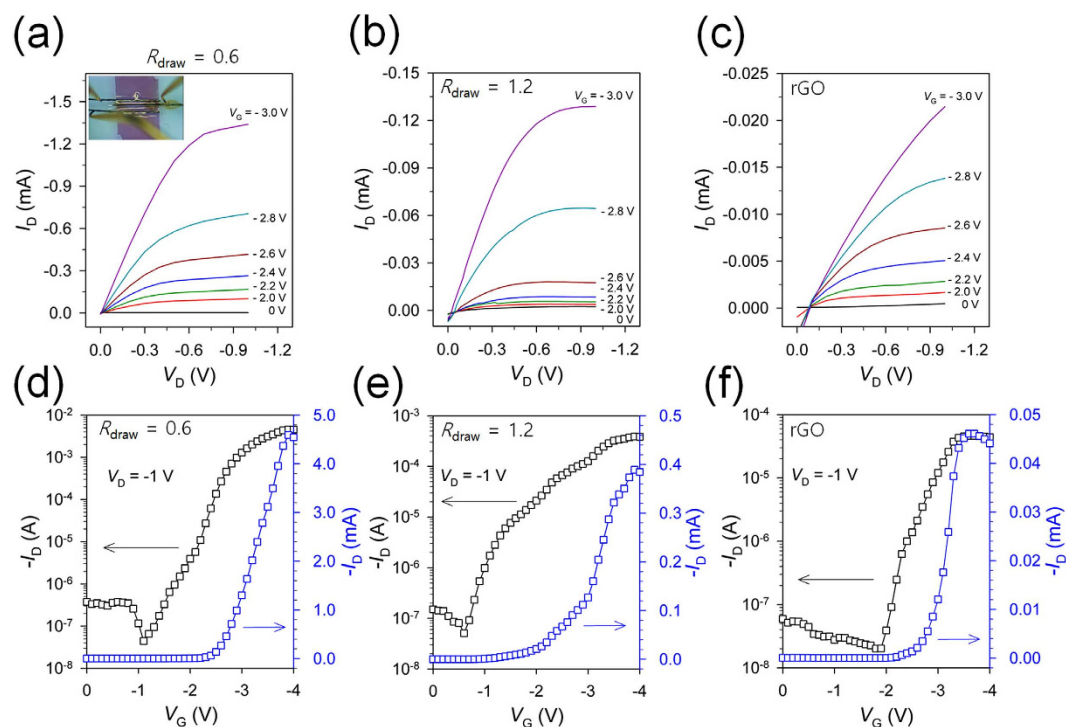 (a)
R_draw = 0.6
-1.5
-1.2
-0.9
-0.6
-0.3
0.0
I_D (mA)
V_G = - 3.0 V
- 2.8 V
- 2.6 V
- 2.4 V
- 2.2 V
- 2.0 V
0 V
0.0 -0.3 -0.6 -0.9 -1.2
V_D (V)
(b)
R_draw = 1.2
-0.15
-0.12
-0.09
-0.06
-0.03
0.00
I_D (mA)
V_G = - 3.0 V
- 2.8 V
- 2.6 V
- 2.4 V
- 2.2 V
- 2.0 V
0 V
0.0 -0.3 -0.6 -0.9 -1.2
V_D (V)
(c)
rGO
-0.025
-0.020
-0.015
-0.010
-0.005
0.000
I_D (mA)
V_G = - 3.0 V
- 2.8 V
- 2.6 V
- 2.4 V
- 2.2 V
- 2.0 V
0 V
0.0 -0.3 -0.6 -0.9 -1.2
V_D (V)
(d)
R_draw = 0.6
V_D = -1 V
10⁻²
10⁻³
10⁻⁴
10⁻⁵
10⁻⁶
10⁻⁷
10⁻⁸
-I_D (A)
5.0
4.0
3.0
2.0
1.0
0.0
-I_D (mA)
0 -1 -2 -3 -4
V_G (V)
(e)
R_draw = 1.2
V_D = -1 V
10⁻³
10⁻⁴
10⁻⁵
10⁻⁶
10⁻⁷
10⁻⁸
-I_D (A)
0.5
0.4
0.3
0.2
0.1
0.0
-I_D (mA)
0 -1 -2 -3 -4
V_G (V)
(f)
rGO
V_D = -1 V
10⁻⁴
10⁻⁵
10⁻⁶
10⁻⁷
10⁻⁸
-I_D (A)
0.05
0.04
0.03
0.02
0.01
0.00
-I_D (mA)
0 -1 -2 -3 -4
V_G (V)